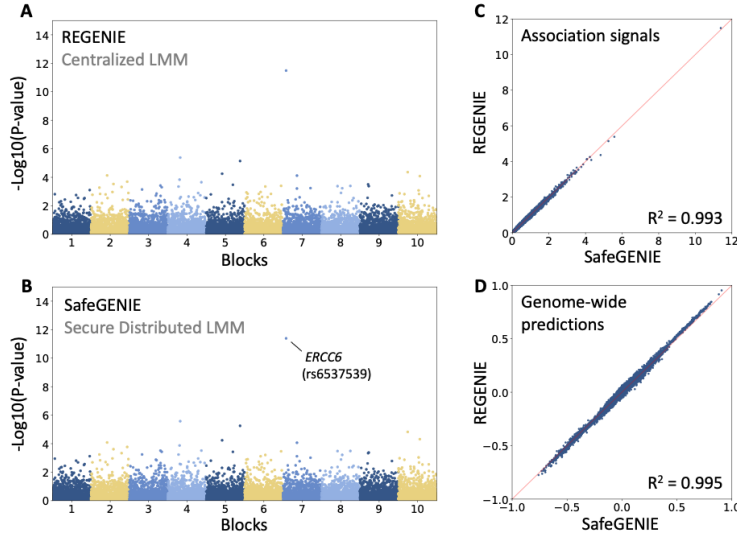 A
REGENIE
Centralized LMM
-Log10(P-value)
14
12
10
8
6
4
2
0
1 2 3 4 5 6 7 8 9 10
Blocks
B
SafeGENIE
Secure Distributed LMM
ERCC6
(rs6537539)
-Log10(P-value)
14
12
10
8
6
4
2
0
1 2 3 4 5 6 7 8 9 10
Blocks
C
Association signals
REGENIE
12
10
8
6
4
2
0
R² = 0.993
0 2 4 6 8 10 12
SafeGENIE
D
Genome-wide
predictions
REGENIE
1.0
0.5
0.0
−0.5
−1.0
R² = 0.995
−1.0 −0.5 0.0 0.5 1.0
SafeGENIE